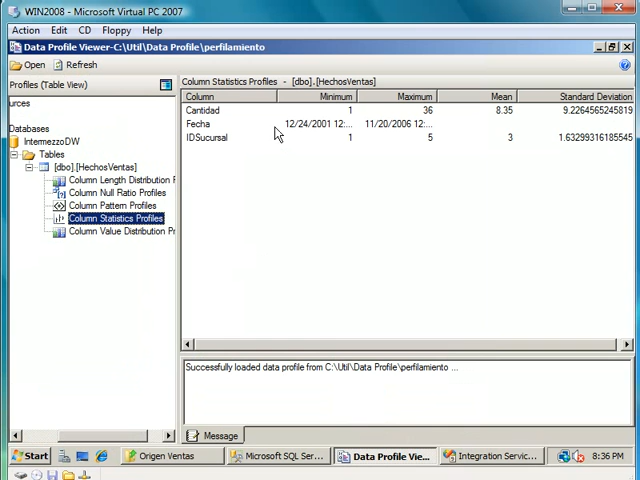 WIN2008 - Microsoft Virtual PC 2007
Action Edit CD Floppy Help
Data Profile Viewer-C:\Util\Data Profile\perfilamiento
Open Refresh
Profiles (Table View)
urces
Databases
IntermezzoDW
Tables
[dbo].[HechosVentas]
Column Length Distribution F
Column Null Ratio Profiles
Column Pattern Profiles
Column Statistics Profiles
Column Value Distribution Pr
Column Statistics Profiles - [dbo].[HechosVentas]
Column Minimum Maximum Mean Standard Deviation
Cantidad 1 36 8.35 9.2264565245819
Fecha 12/24/2001 12:... 11/20/2006 12:...
IDSucursal 1 5 3 1.63299316185545
Successfully loaded data profile from C:\Util\Data Profile\perfilamiento ...
Message
Start Origen Ventas Microsoft SQL Ser... Data Profile Vie... Integration Servic... 8:36 PM